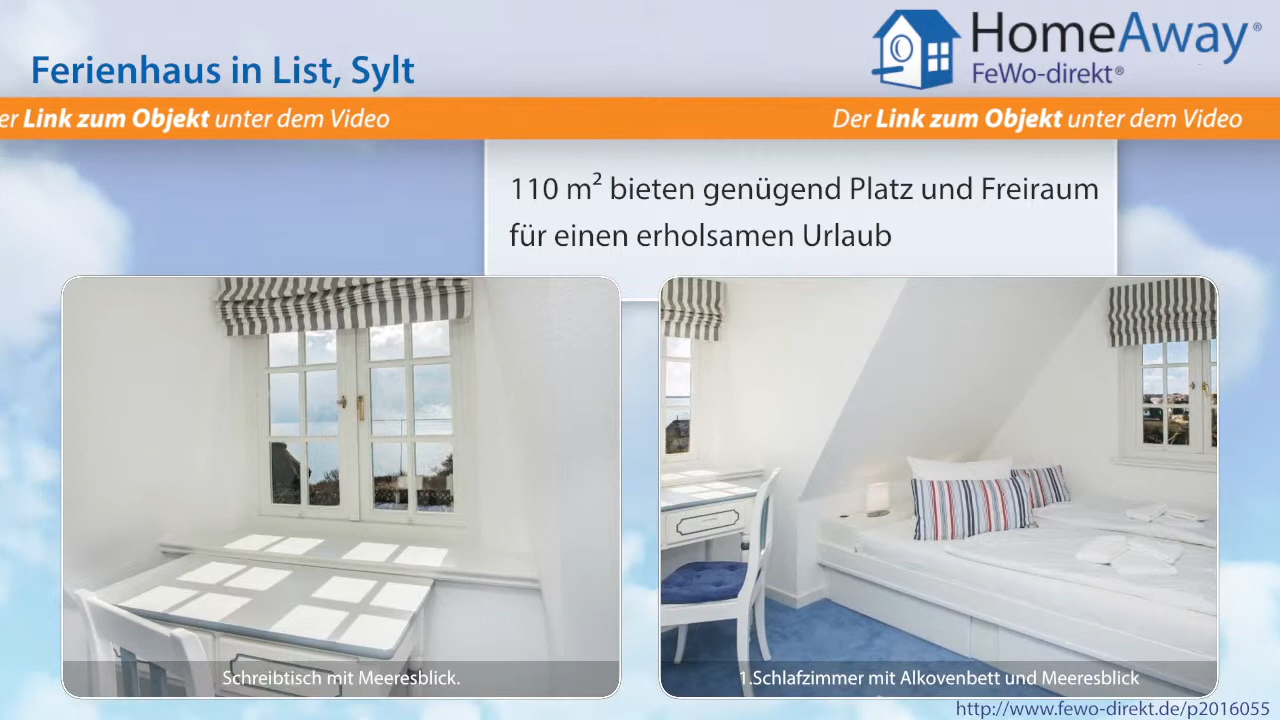 Ferienhaus in List, Sylt
HomeAway®
FeWo-direkt®
er Link zum Objekt unter dem Video
Der Link zum Objekt unter dem Video
110 m² bieten genügend Platz und Freiraum
für einen erholsamen Urlaub
Schreibtisch mit Meeresblick.
1.Schlafzimmer mit Alkovenbett und Meeresblick
http://www.fewo-direkt.de/p2016055